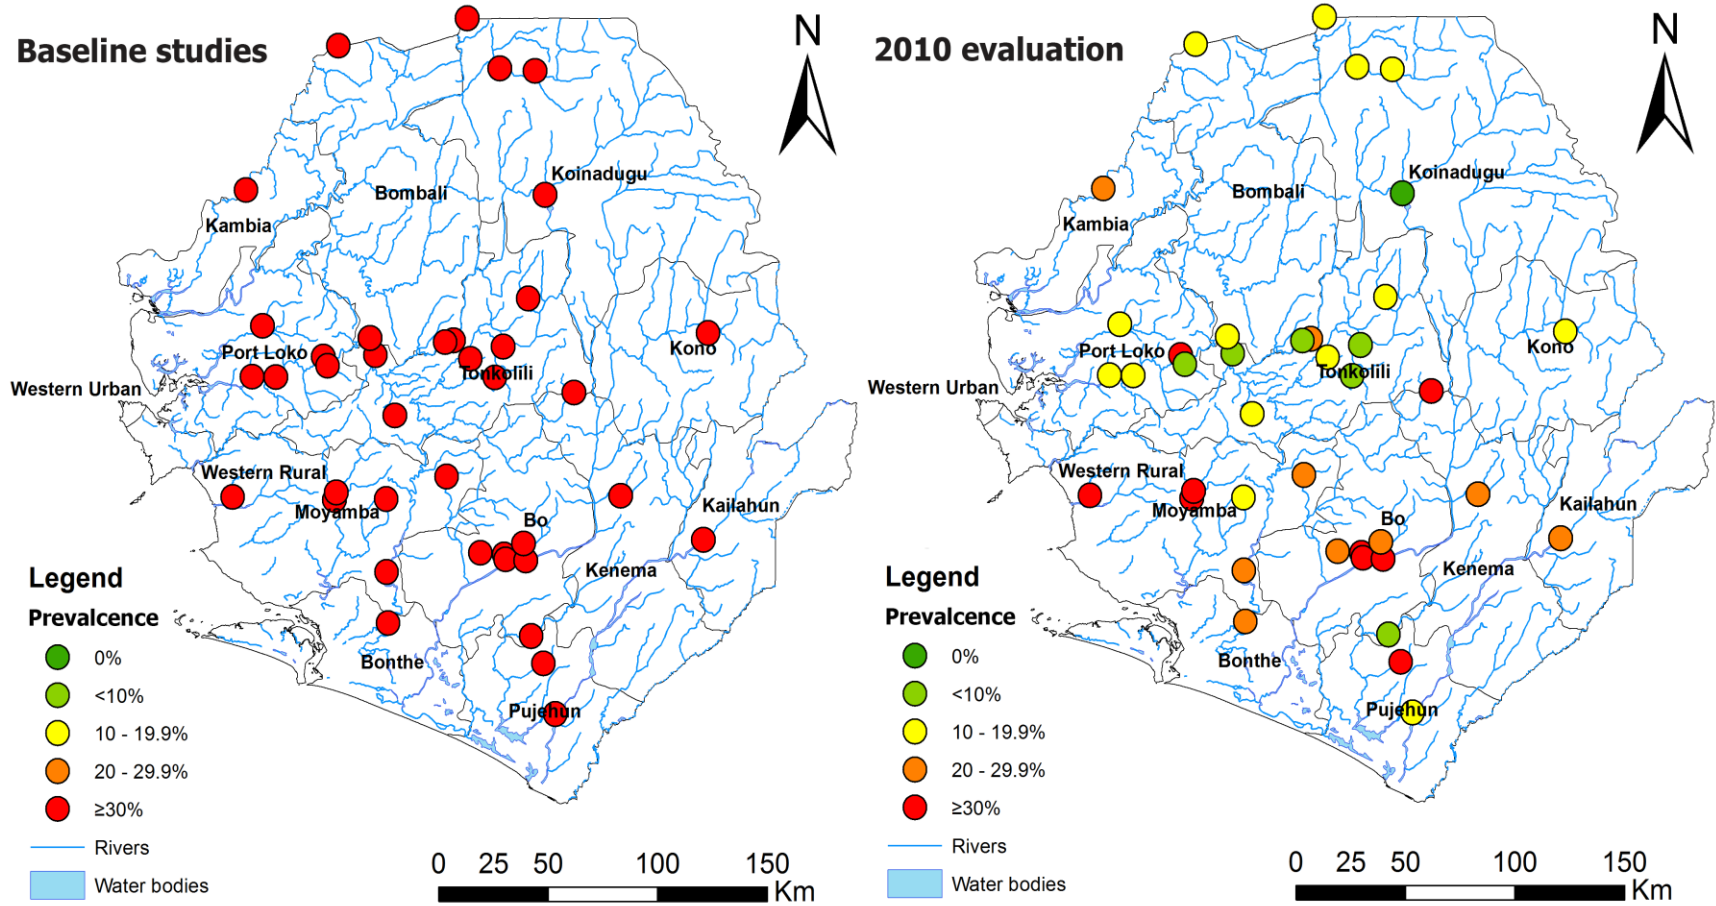 Baseline studies
N
Koinadugu
Bombali
Kambia
Port Loko
Kono
Tonkolili
Western Urban
Western Rural
Moyamba
Kailahun
Bo
Kenema
Bonthe
Pujehun
Legend
Prevalcence
0%
<10%
10 - 19.9%
20 - 29.9%
≥30%
Rivers
Water bodies
0 25 50 100 150
Km
2010 evaluation
N
Koinadugu
Bombali
Kambia
Port Loko
Kono
Tonkolili
Western Urban
Western Rural
Moyamba
Kailahun
Bo
Kenema
Bonthe
Pujehun
Legend
Prevalcence
0%
<10%
10 - 19.9%
20 - 29.9%
≥30%
Rivers
Water bodies
0 25 50 100 150
Km